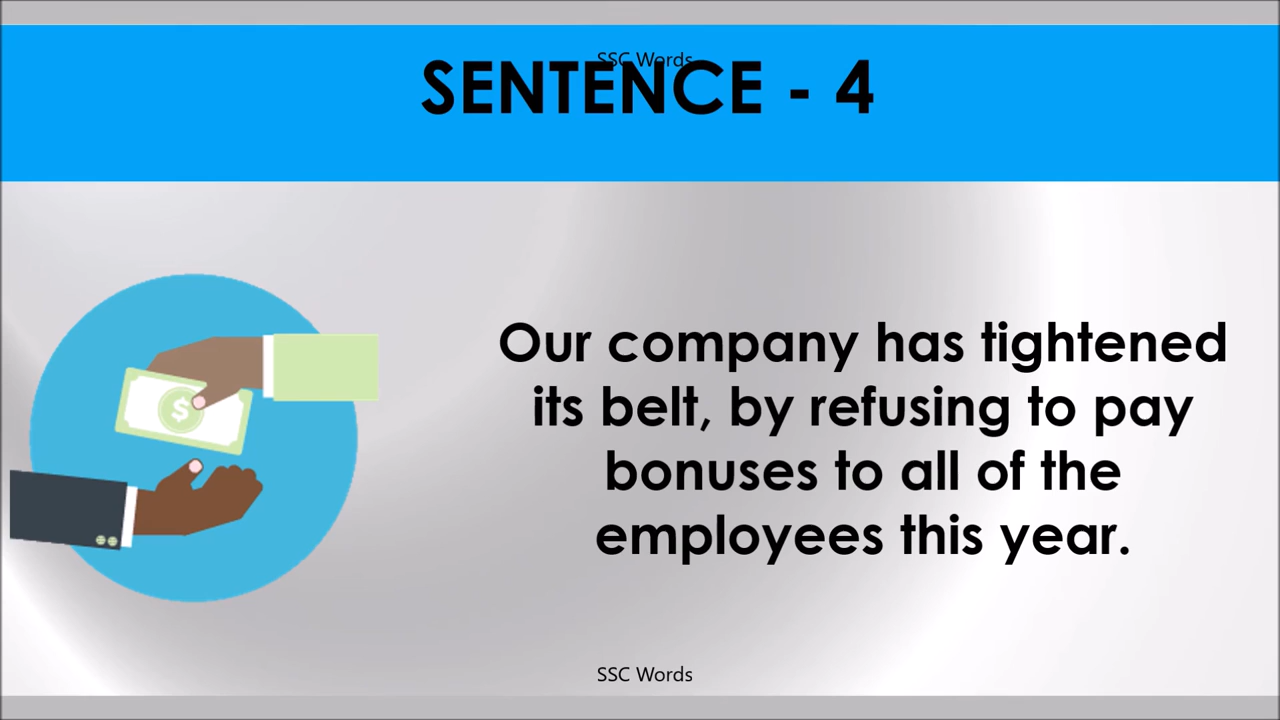 SSC Words
SENTENCE - 4
Our company has tightened
its belt, by refusing to pay
bonuses to all of the
employees this year.
SSC Words